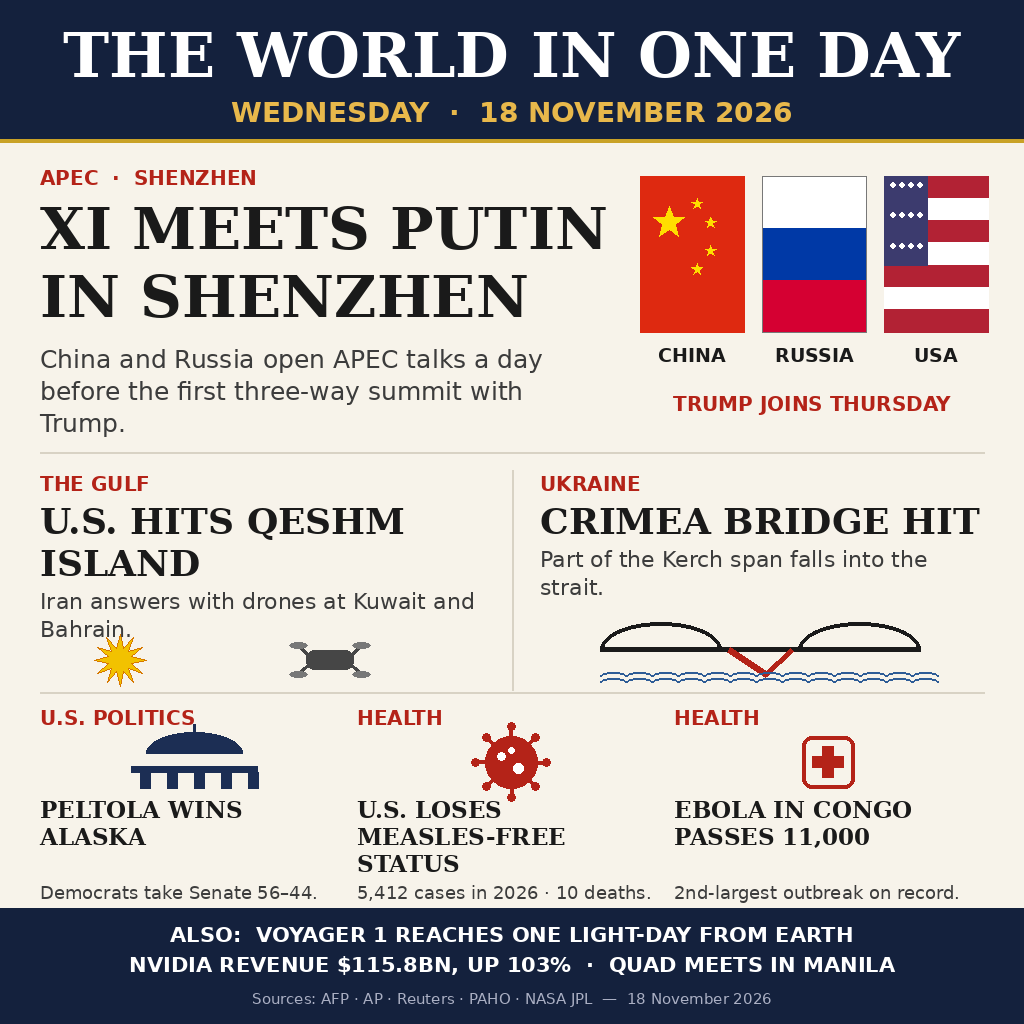 THE WORLD IN ONE DAY
WEDNESDAY · 18 NOVEMBER 2026
APEC · SHENZHEN
XI MEETS PUTIN
IN SHENZHEN
China and Russia open APEC talks a day
before the first three-way summit with
Trump.
CHINA
RUSSIA
USA
TRUMP JOINS THURSDAY
THE GULF
U.S. HITS QESHM
ISLAND
Iran answers with drones at Kuwait and
Bahrain.
UKRAINE
CRIMEA BRIDGE HIT
Part of the Kerch span falls into the
strait.
U.S. POLITICS
PELTOLA WINS
ALASKA
Democrats take Senate 56–44.
HEALTH
U.S. LOSES
MEASLES-FREE
STATUS
5,412 cases in 2026 · 10 deaths.
HEALTH
EBOLA IN CONGO
PASSES 11,000
2nd-largest outbreak on record.
ALSO: VOYAGER 1 REACHES ONE LIGHT-DAY FROM EARTH
NVIDIA REVENUE $115.8BN, UP 103% · QUAD MEETS IN MANILA
Sources: AFP · AP · Reuters · PAHO · NASA JPL — 18 November 2026